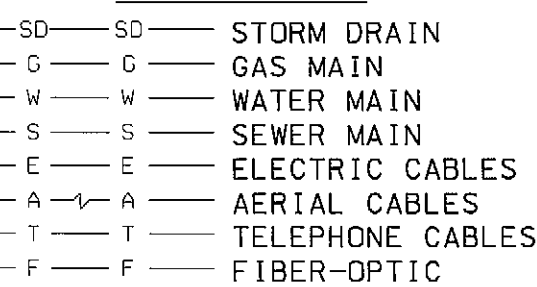 SD SD STORM DRAIN
G G GAS MAIN
W W WATER MAIN
S S SEWER MAIN
E E ELECTRIC CABLES
A A AERIAL CABLES
T T TELEPHONE CABLES
F F FIBER-OPTIC